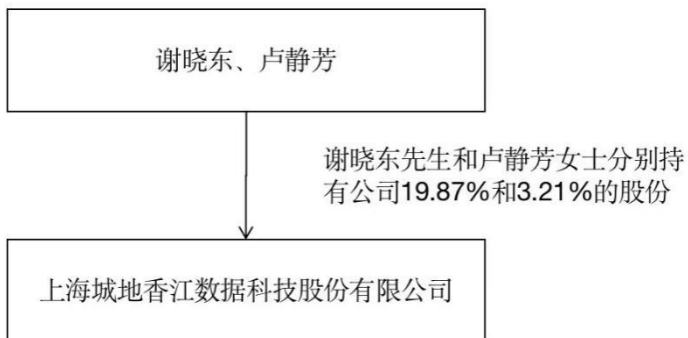 谢晓东、卢静芳
谢晓东先生和卢静芳女士分别持
有公司19.87%和3.21%的股份
上海城地香江数据科技股份有限公司